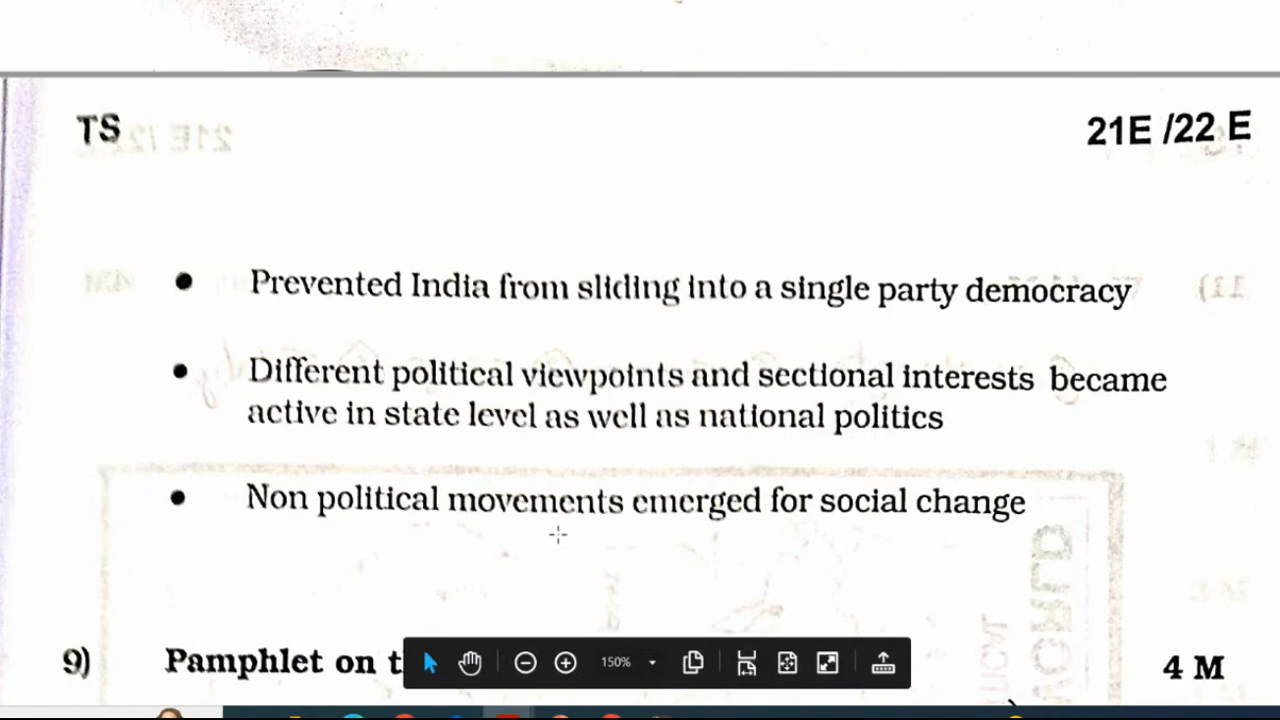 TS 21E /22 E
• Prevented India from sliding into a single party democracy
• Different political viewpoints and sectional interests became
active in state level as well as national politics
• Non political movements emerged for social change
9) Pamphlet on t 4 M
150%